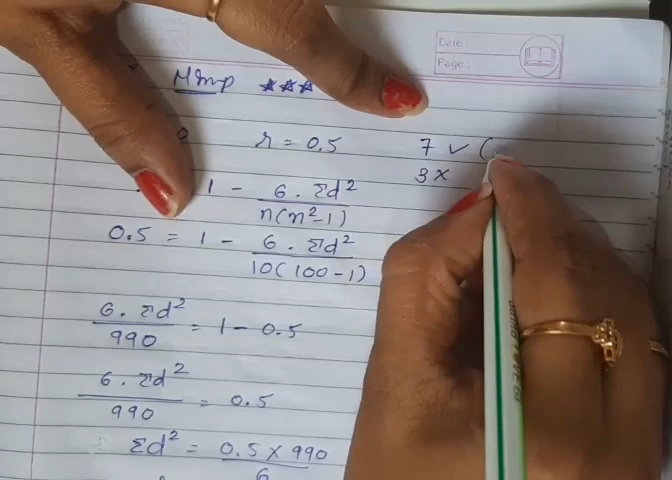 Date :
Page :
MImp ☆☆☆
r = 0.5
7 ✓ (
3 ×
1 - 6 . Σd² / n(n²-1)
0.5 = 1 - 6 . Σd² / 10(100-1)
6 . Σd² / 990 = 1 - 0.5
6 . Σd² / 990 = 0.5
Σd² = 0.5 × 990 / 6